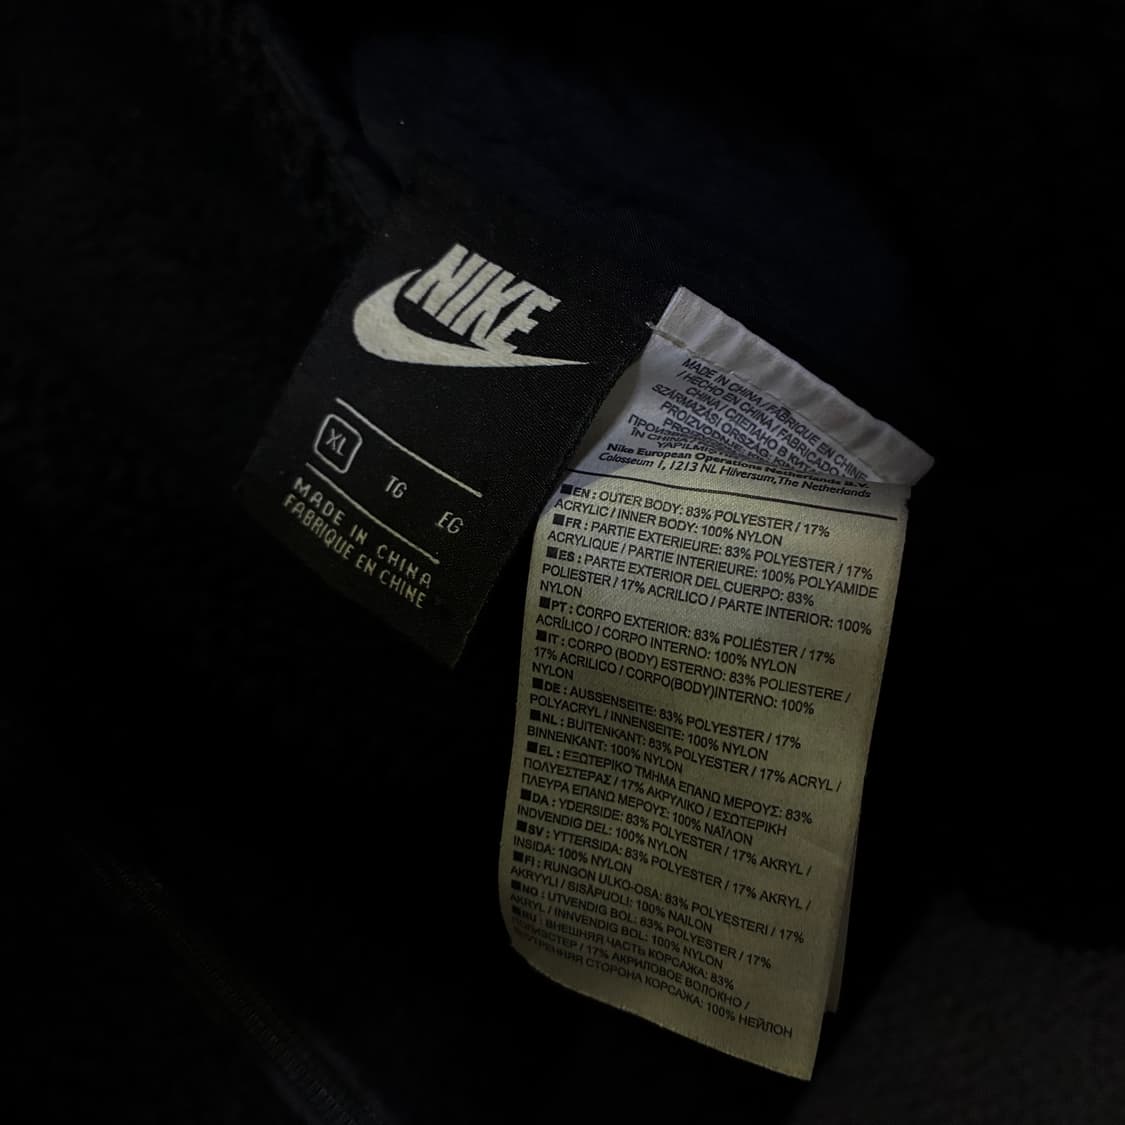 NIKE
XL TG EG
MADE IN CHINA
FABRIQUE EN CHINE
MADE IN CHINA / FABRIQUE EN CHINE
/ HECHO EN CHINA / FABRICADO
CHINA / СПЕПАНО В
SZÁRMAZÁSI ORSZÁG:
PROIZVODNJE:
ÎN CHINA
Nike European Operations Netherlands B.V.
Colosseum 1, 1213 NL Hilversum, The Netherlands
■EN : OUTER BODY: 83% POLYESTER / 17%
ACRYLIC / INNER BODY: 100% NYLON
■FR : PARTIE EXTERIEURE: 83% POLYESTER / 17%
ACRYLIQUE / PARTIE INTERIEURE: 100% POLYAMIDE
■ES : PARTE EXTERIOR DEL CUERPO: 83%
POLIESTER / 17% ACRILICO / PARTE INTERIOR: 100%
NYLON
■PT : CORPO EXTERIOR: 83% POLIÉSTER / 17%
ACRÍLICO / CORPO INTERNO: 100% NYLON
■IT : CORPO (BODY) ESTERNO: 83% POLIESTERE /
17% ACRILICO / CORPO(BODY)INTERNO: 100%
NYLON
■DE : AUSSENSEITE: 83% POLYESTER / 17%
POLYACRYL / INNENSEITE: 100% NYLON
■NL : BUITENKANT: 83% POLYESTER / 17% ACRYL /
BINNENKANT: 100% NYLON
■EL : ΕΞΩΤΕΡΙΚΟ ΤΜΗΜΑ ΕΠΑΝΩ ΜΕΡΟΥΣ: 83%
ΠΟΛΥΕΣΤΕΡΑΣ / 17% ΑΚΡΥΛΙΚΟ / ΕΣΩΤΕΡΙΚΗ
ΠΛΕΥΡΑ ΕΠΑΝΩ ΜΕΡΟΥΣ: 100% ΝΑΪΛΟΝ
■DA : YDERSIDE: 83% POLYESTER / 17% AKRYL /
INDVENDIG DEL: 100% NYLON
■SV : YTTERSIDA: 83% POLYESTER / 17% AKRYL /
INSIDA: 100% NYLON
■FI : RUNGON ULKO-OSA: 83% POLYESTERI / 17%
AKRYYLI / SISÄPUOLI: 100% NAILON
■NO : UTVENDIG BOL: 83% POLYESTER / 17%
AKRYL / INNVENDIG BOL: 100% NYLON
■RU : ВНЕШНЯЯ ЧАСТЬ КОРСАЖА: 83%
ПОЛИЭСТЕР / 17% АКРИЛОВОЕ ВОЛОКНО /
ВНУТРЕННЯЯ СТОРОНА КОРСАЖА: 100% НЕЙЛОН